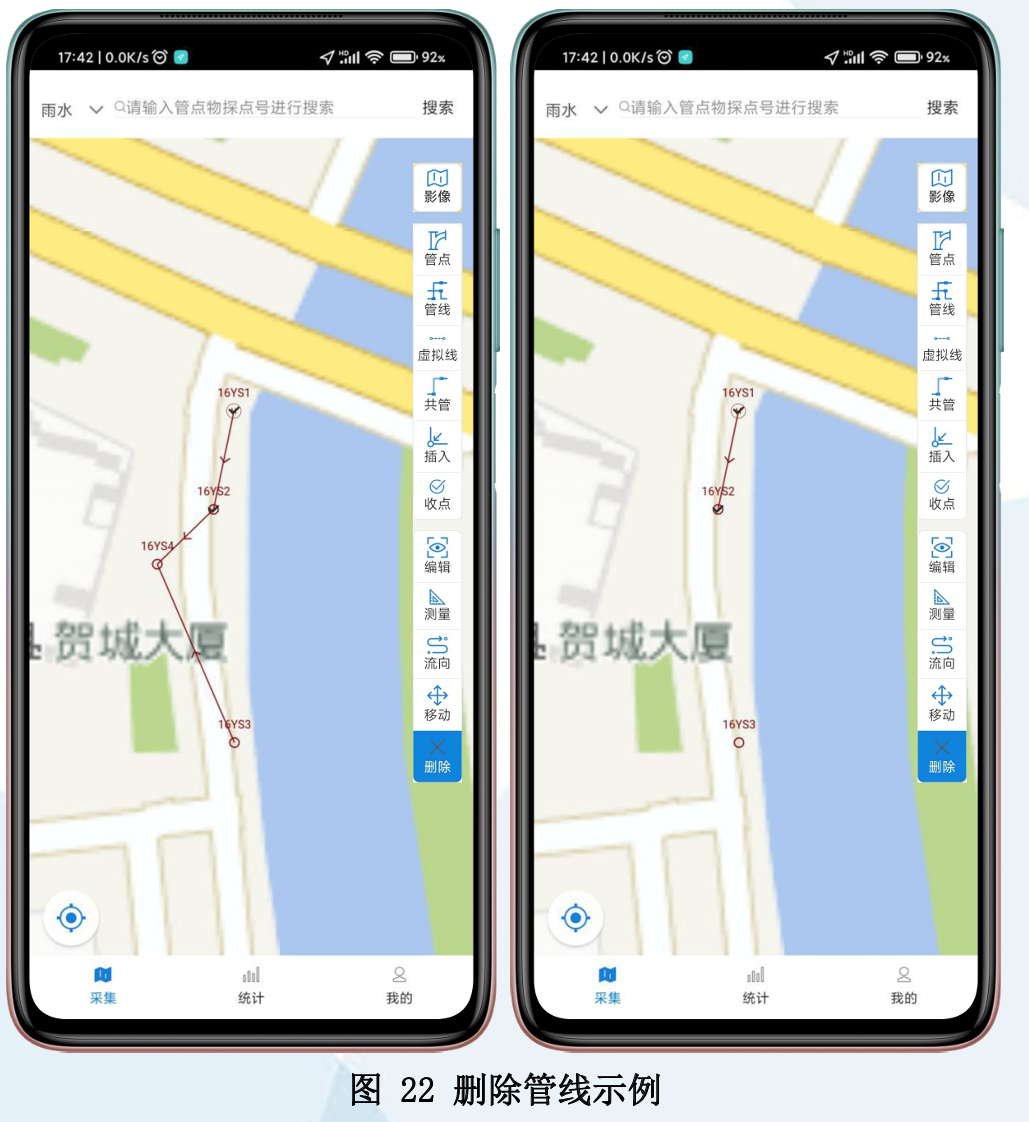 17:42 | 0.0K/s
HD
92%
雨水
请输入管点物探点号进行搜索
搜索
影像
管点
管线
虚拟线
共管
插入
收点
编辑
测量
流向
移动
删除
16YS1
16YS2
16YS4
贺城大厦
16YS3
采集
统计
我的
17:42 | 0.0K/s
HD
92%
雨水
请输入管点物探点号进行搜索
搜索
影像
管点
管线
虚拟线
共管
插入
收点
编辑
测量
流向
移动
删除
16YS1
16YS2
贺城大厦
16YS3
采集
统计
我的
图 22 删除管线示例